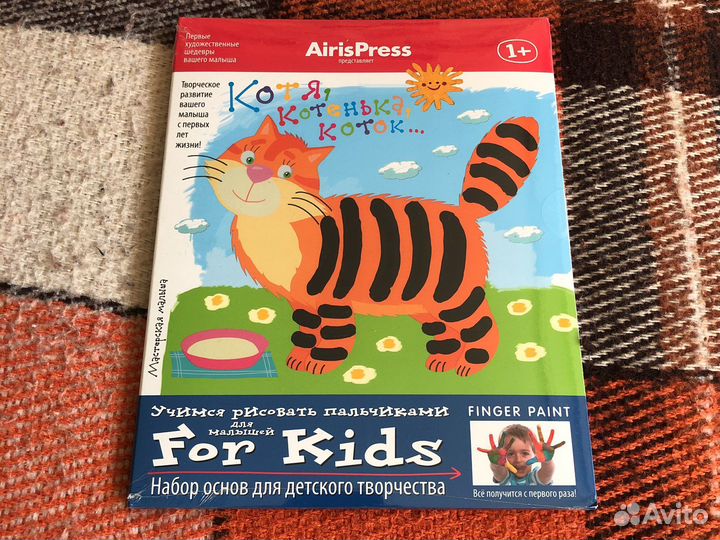 Первые
художественные
шедевры
вашего малыша
AirisPress
представляет
1+
Творческое
развитие
вашего
малыша
с первых
лет
жизни!
Котя,
котенька,
коток...
Мастерская малыша
Учимся рисовать пальчиками
для
малышей
For Kids
Набор основ для детского творчества
FINGER PAINT
Всё получится с первого раза!
Avito